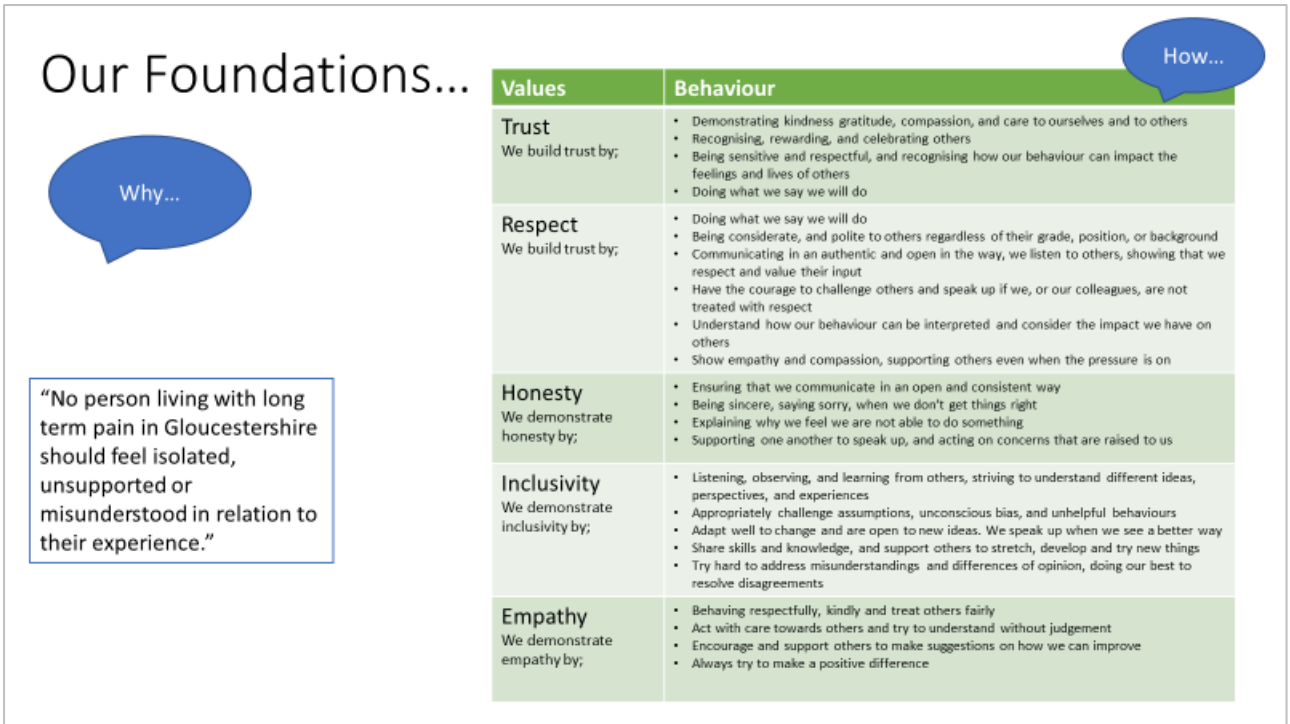 Our Foundations...
Why...
"No person living with long
term pain in Gloucestershire
should feel isolated,
unsupported or
misunderstood in relation to
their experience."
How...
Values Behaviour
Trust
We build trust by;
• Demonstrating kindness gratitude, compassion, and care to ourselves and to others
• Recognising, rewarding, and celebrating others
• Being sensitive and respectful, and recognising how our behaviour can impact the
feelings and lives of others
• Doing what we say we will do
Respect
We build trust by;
• Doing what we say we will do
• Being considerate, and polite to others regardless of their grade, position, or background
• Communicating in an authentic and open in the way, we listen to others, showing that we
respect and value their input
• Have the courage to challenge others and speak up if we, or our colleagues, are not
treated with respect
• Understand how our behaviour can be interpreted and consider the impact we have on
others
• Show empathy and compassion, supporting others even when the pressure is on
Honesty
We demonstrate
honesty by;
• Ensuring that we communicate in an open and consistent way
• Being sincere, saying sorry, when we don't get things right
• Explaining why we feel we are not able to do something
• Supporting one another to speak up, and acting on concerns that are raised to us
Inclusivity
We demonstrate
inclusivity by;
• Listening, observing, and learning from others, striving to understand different ideas,
perspectives, and experiences
• Appropriately challenge assumptions, unconscious bias, and unhelpful behaviours
• Adapt well to change and are open to new ideas. We speak up when we see a better way
• Share skills and knowledge, and support others to stretch, develop and try new things
• Try hard to address misunderstandings and differences of opinion, doing our best to
resolve disagreements
Empathy
We demonstrate
empathy by;
• Behaving respectfully, kindly and treat others fairly
• Act with care towards others and try to understand without judgement
• Encourage and support others to make suggestions on how we can improve
• Always try to make a positive difference